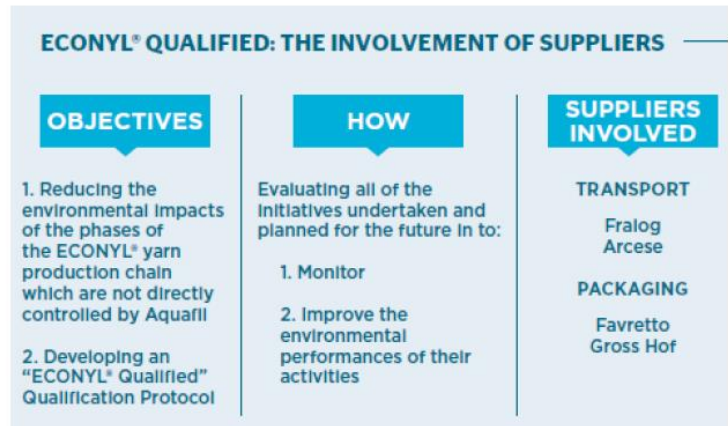 ECONYL® QUALIFIED: THE INVOLVEMENT OF SUPPLIERS
OBJECTIVES
1. Reducing the
environmental impacts
of the phases of
the ECONYL® yarn
production chain
which are not directly
controlled by Aquafil
2. Developing an
“ECONYL® Qualified”
Qualification Protocol
HOW
Evaluating all of the
initiatives undertaken and
planned for the future in to:
1. Monitor
2. Improve the
environmental
performances of their
activities
SUPPLIERS
INVOLVED
TRANSPORT
Fralog
Arcese
PACKAGING
Favretto
Gross Hof